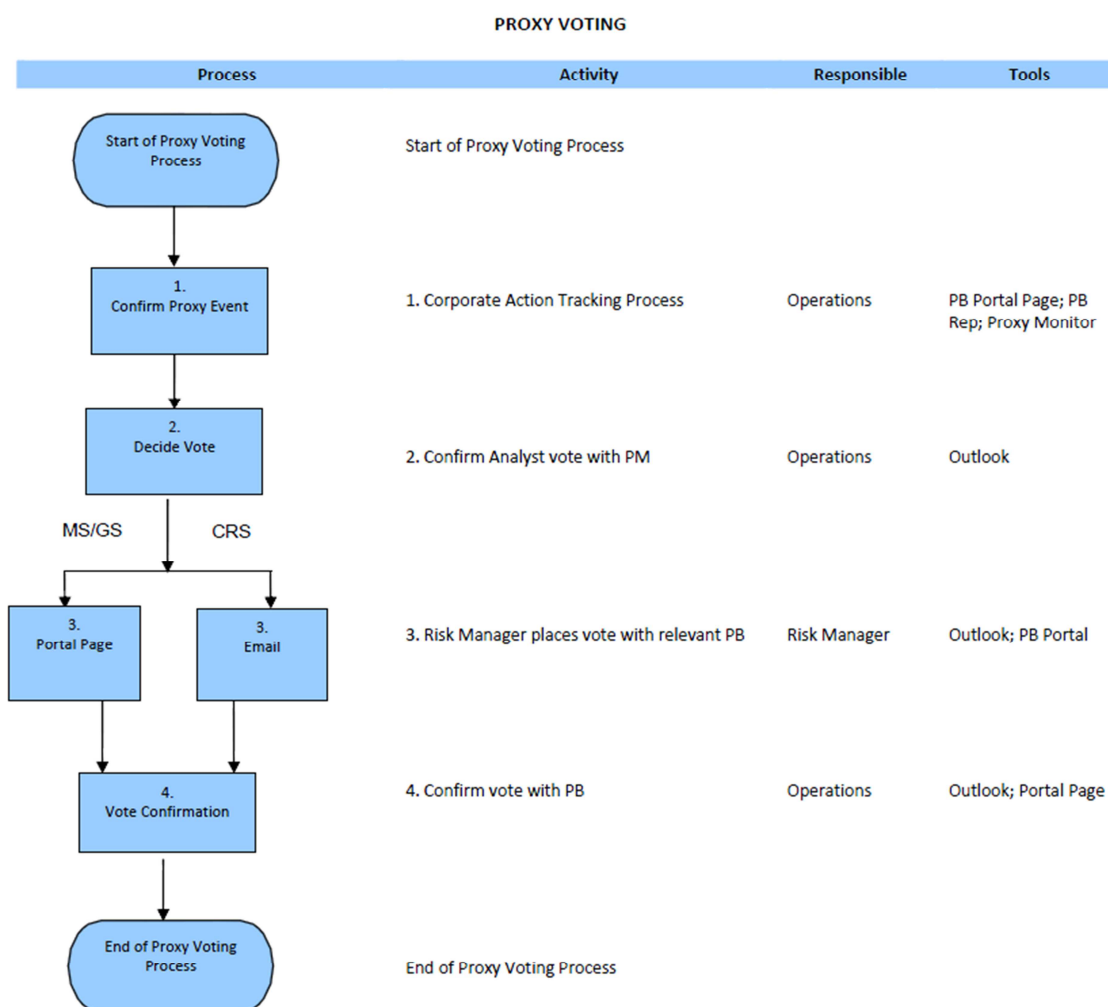 PROXY VOTING
Process Activity Responsible Tools
Start of Proxy Voting
Process
Start of Proxy Voting Process
1.
Confirm Proxy Event
1. Corporate Action Tracking Process
Operations
PB Portal Page; PB
Rep; Proxy Monitor
2.
Decide Vote
2. Confirm Analyst vote with PM
Operations
Outlook
MS/GS
CRS
3.
Portal Page
3.
Email
3. Risk Manager places vote with relevant PB
Risk Manager
Outlook; PB Portal
4.
Vote Confirmation
4. Confirm vote with PB
Operations
Outlook; Portal Page
End of Proxy Voting
Process
End of Proxy Voting Process